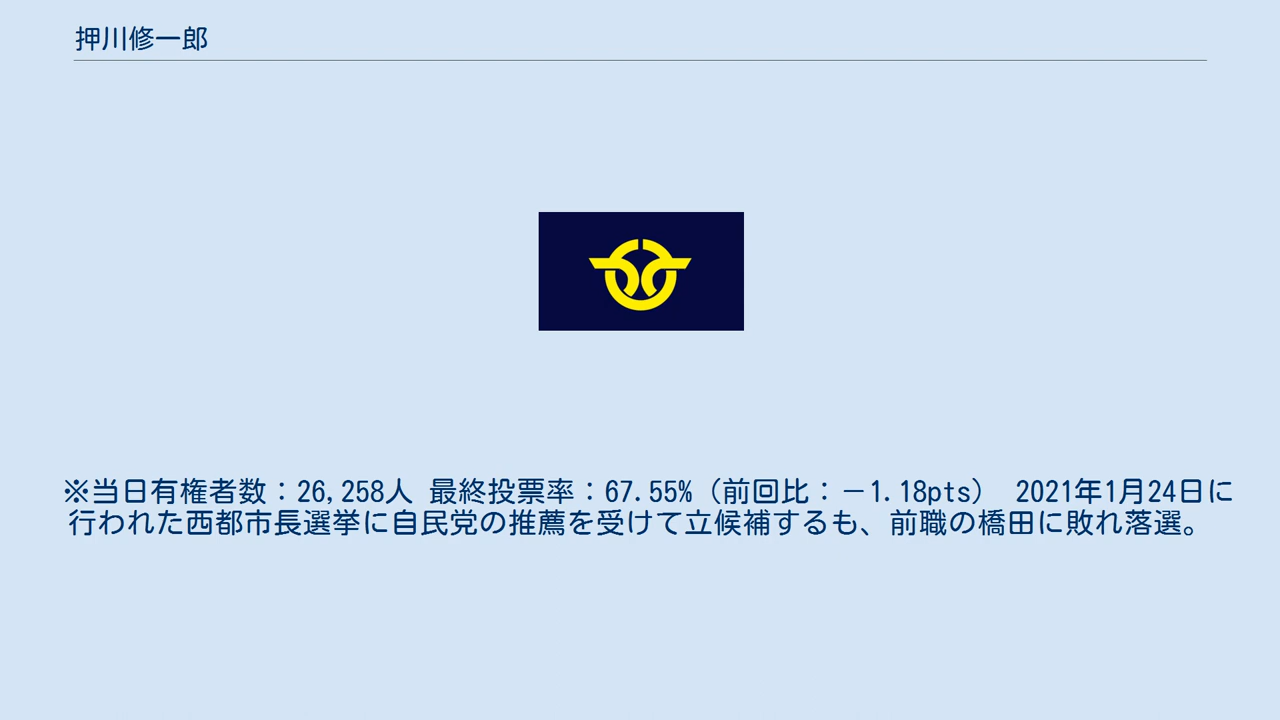 押川修一郎
※当日有権者数：26,258人 最終投票率：67.55%（前回比：－1.18pts） 2021年1月24日に
行われた西都市長選挙に自民党の推薦を受けて立候補するも、前職の橋田に敗れ落選。